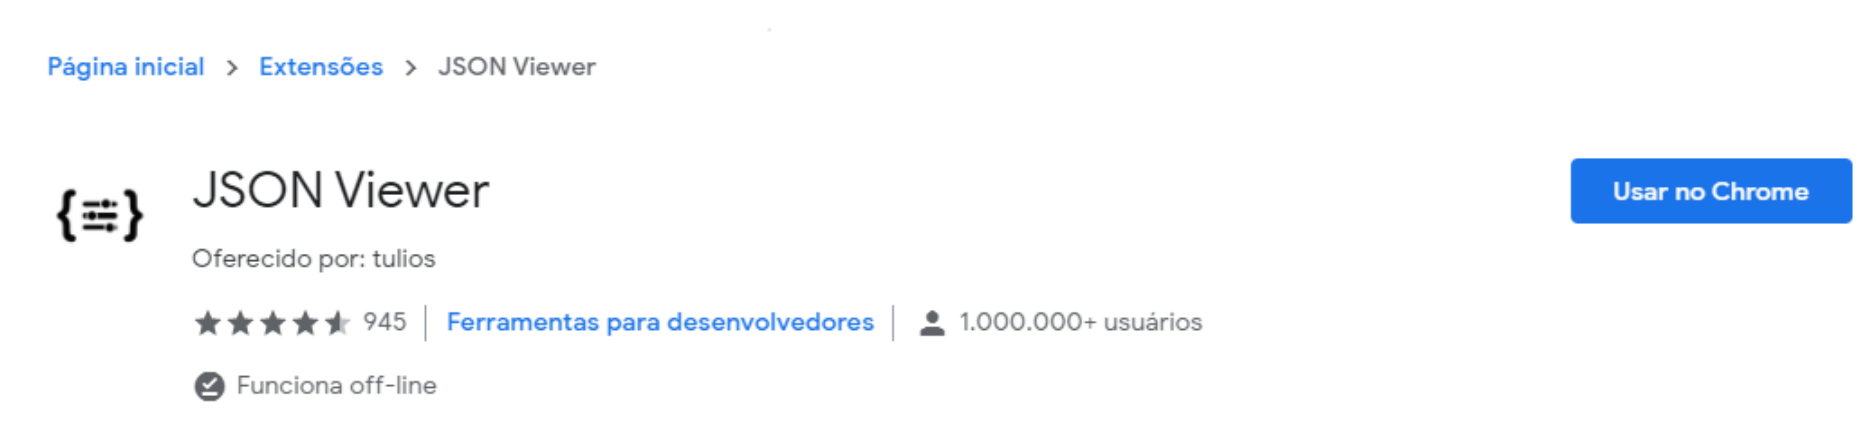 Página inicial > Extensões > JSON Viewer
JSON Viewer
Usar no Chrome
Oferecido por: tulios
945 | Ferramentas para desenvolvedores | 1.000.000+ usuários
Funciona off-line